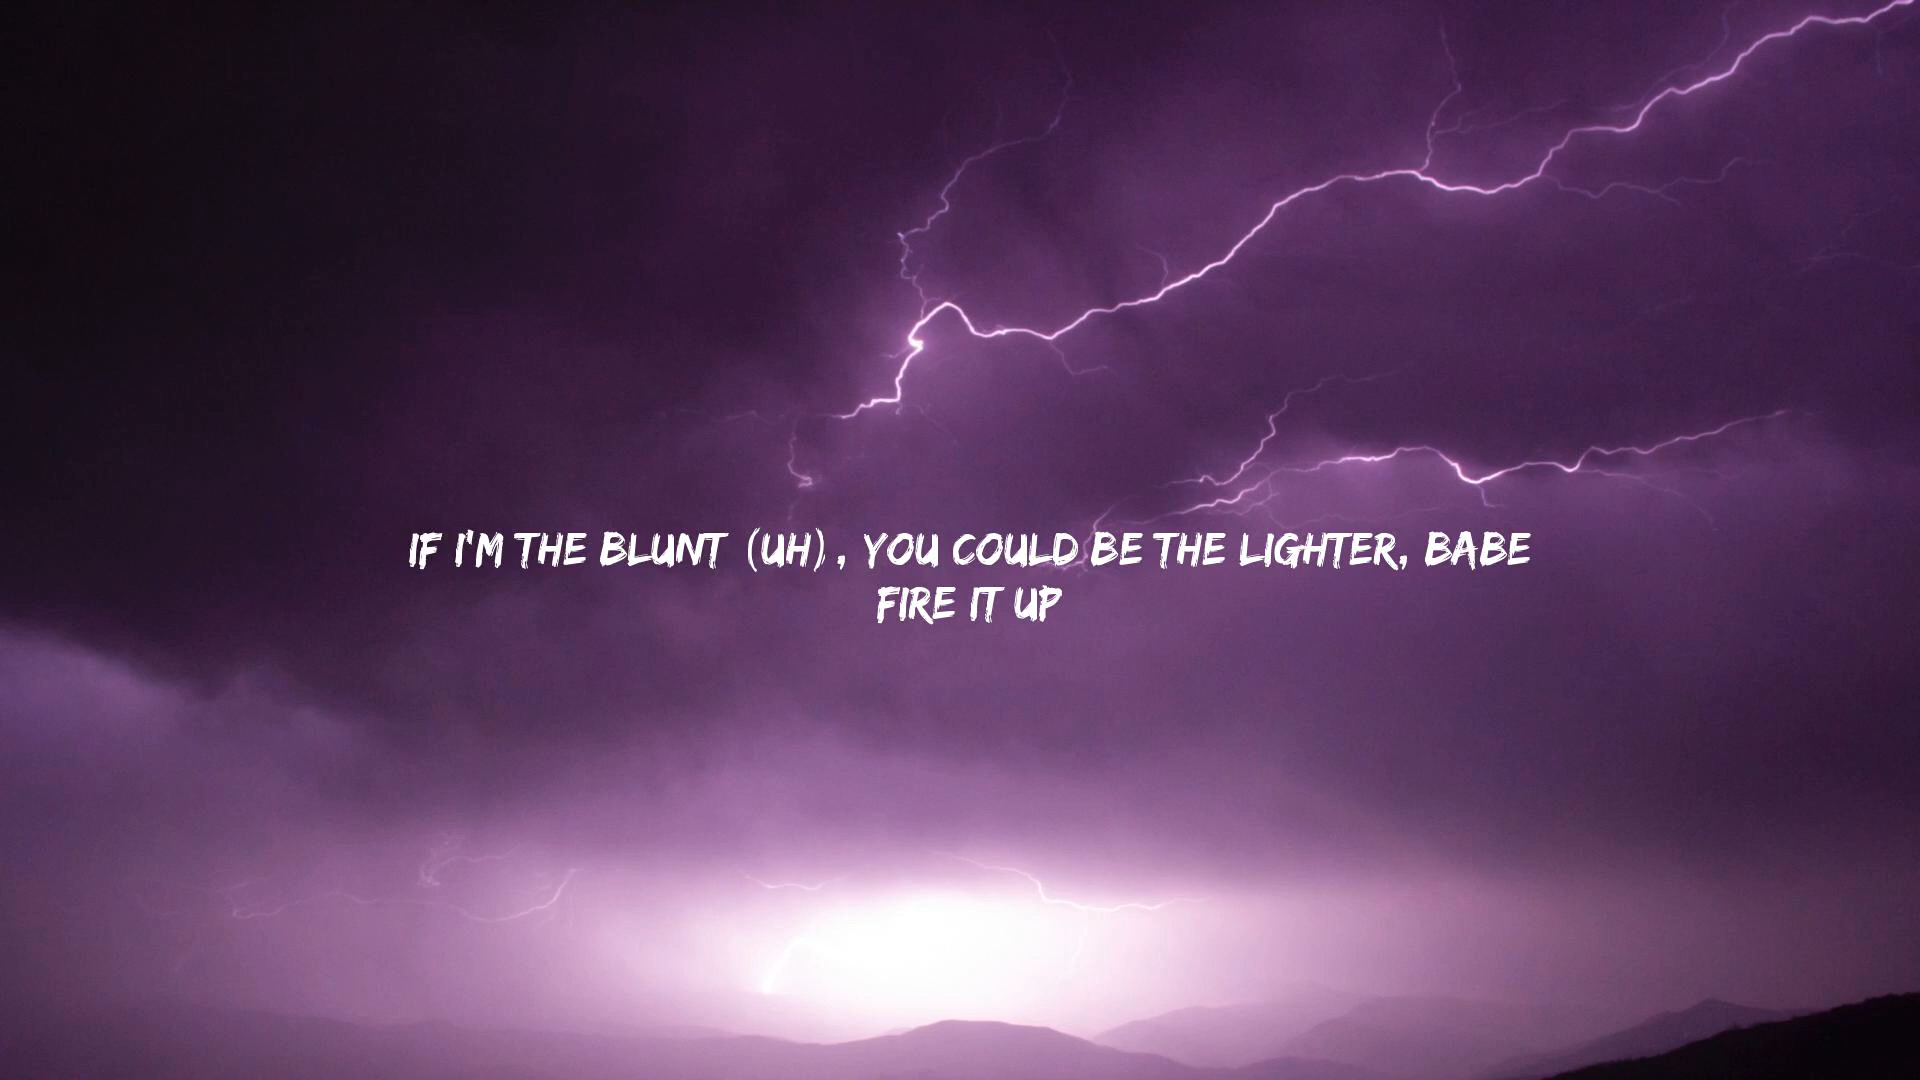 IF I'M THE BLUNT (UH), YOU COULD BE THE LIGHTER, BABE
FIRE IT UP